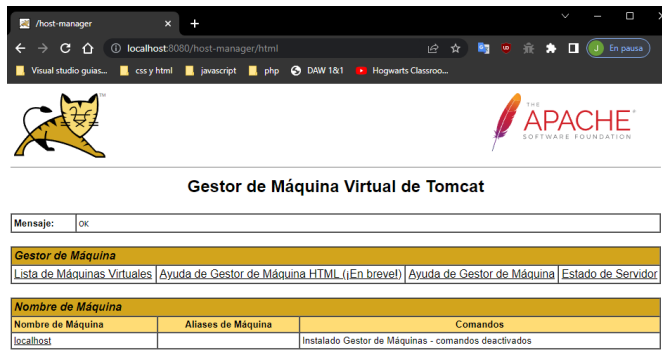 /host-manager
localhost:8080/host-manager/html
J
En pausa
Visual studio guias...
css y html
javascript
php
DAW 1&1
Hogwarts Classroo...
TM
THE
APACHE
SOFTWARE FOUNDATION
Gestor de Máquina Virtual de Tomcat
Mensaje: OK
Gestor de Máquina
Lista de Máquinas Virtuales Ayuda de Gestor de Máquina HTML (¡En breve!) Ayuda de Gestor de Máquina Estado de Servidor
Nombre de Máquina
Nombre de Máquina Aliases de Máquina Comandos
localhost Instalado Gestor de Máquinas - comandos deactivados